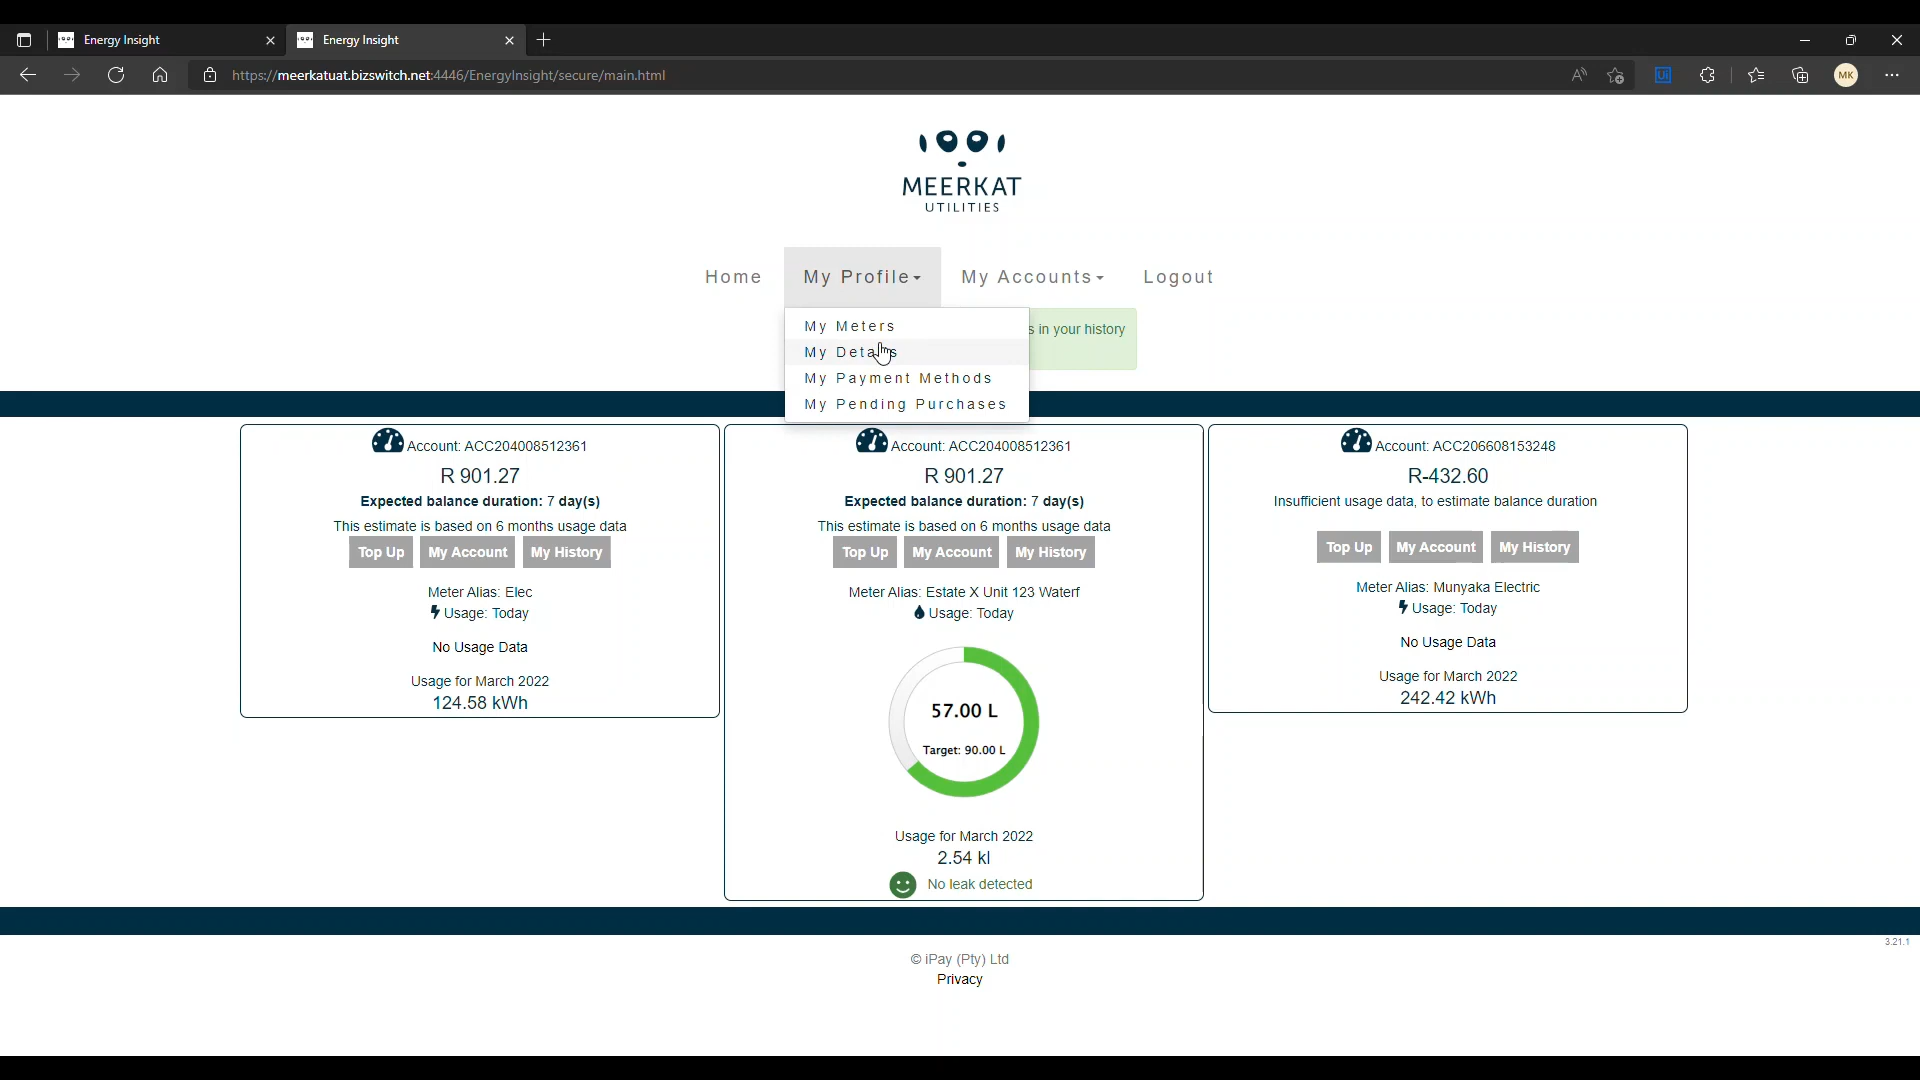 Energy Insight
Energy Insight
https://meerkatuat.bizswitch.net:4446/EnergyInsight/secure/main.html
MK
MEERKAT
UTILITIES
Home My Profile My Accounts Logout
My Meters
My Details
My Payment Methods
My Pending Purchases
in your history
Account: ACC204008512361
R 901.27
Expected balance duration: 7 day(s)
This estimate is based on 6 months usage data
Top Up My Account My History
Meter Alias: Elec
Usage: Today
No Usage Data
Usage for March 2022
124.58 kWh
Account: ACC204008512361
R 901.27
Expected balance duration: 7 day(s)
This estimate is based on 6 months usage data
Top Up My Account My History
Meter Alias: Estate X Unit 123 Waterf
Usage: Today
57.00 L
Target: 90.00 L
Usage for March 2022
2.54 kl
No leak detected
Account: ACC206608153248
R-432.60
Insufficient usage data, to estimate balance duration
Top Up My Account My History
Meter Alias: Munyaka Electric
Usage: Today
No Usage Data
Usage for March 2022
242.42 kWh
3.21.1
© iPay (Pty) Ltd
Privacy